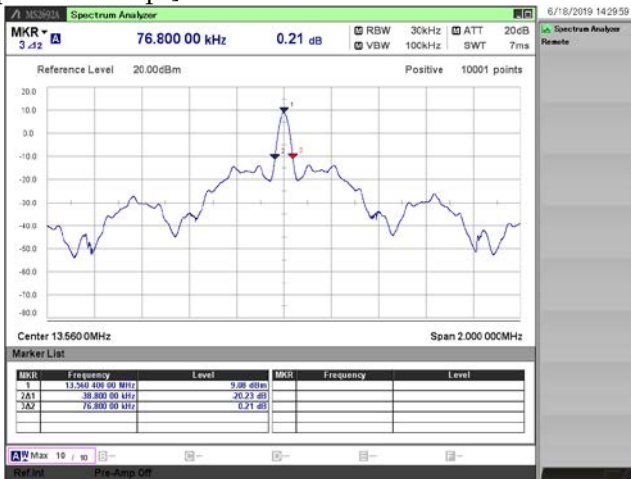 MS2692A Spectrum Analyzer
6/18/2019 14:29:59
MKR
3Δ2 A 76.800 00 kHz 0.21 dB
RBW 30kHz ATT 20dB
VBW 100kHz SWT 7ms
Spectrum Analyzer
Remote
Reference Level 20.00dBm Positive 10001 points
20.0
10.0
0.0
-10.0
-20.0
-30.0
-40.0
-50.0
-60.0
-70.0
-80.0
1
2
3
Center 13.560 0MHz Span 2.000 000MHz
Marker List
MKR Frequency Level MKR Frequency Level
1 13.560 400 00 MHz 9.08 dBm
2Δ1 -38.800 00 kHz -20.23 dB
3Δ2 76.800 00 kHz 0.21 dB
A W Max 10 / 10
Ref.Int Pre-Amp Off